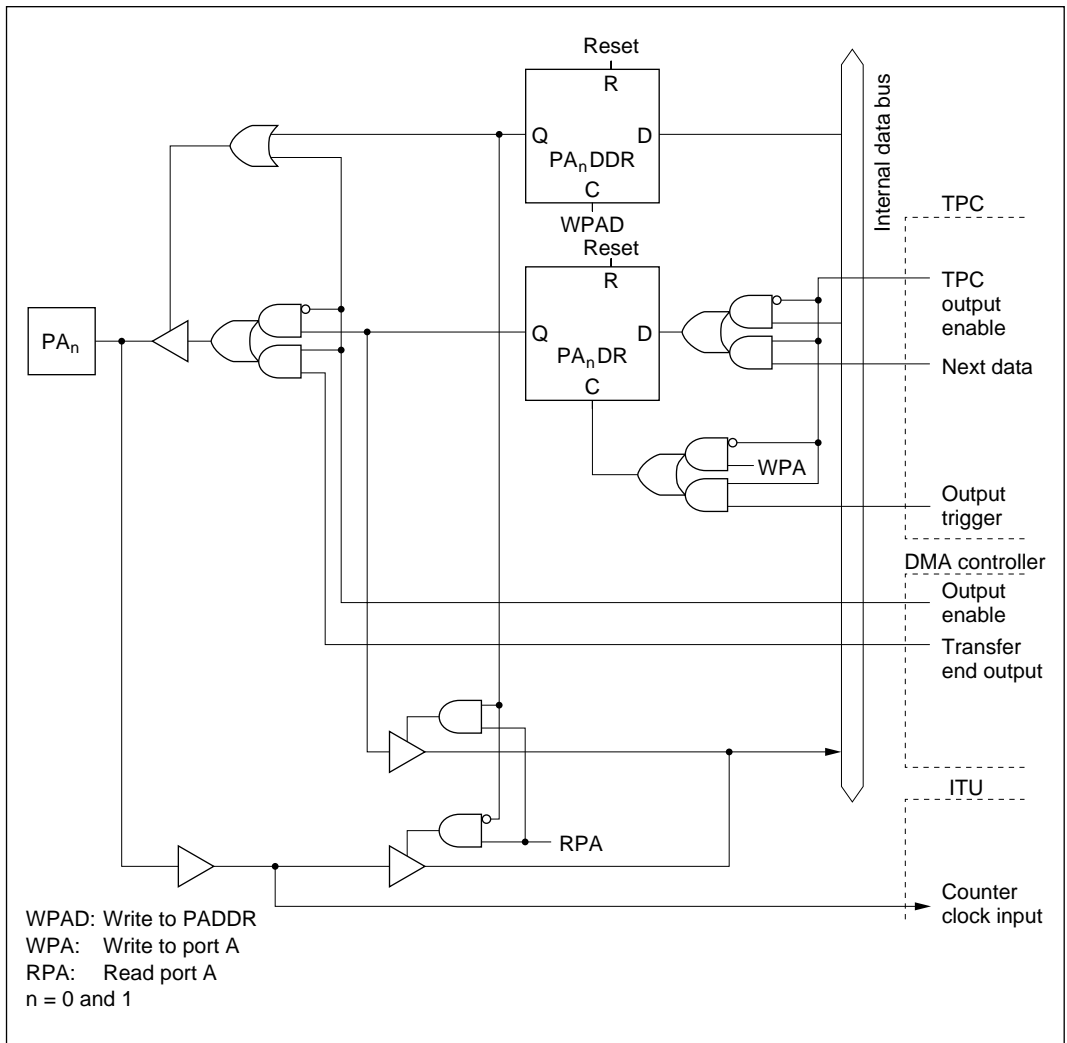 Reset
R
Q
D
PAnDDR
C
WPAD
Internal data bus
TPC
Reset
R
TPC
output
enable
PAn
Q
D
PAnDR
Next data
C
WPA
Output
trigger
DMA controller
Output
enable
Transfer
end output
ITU
RPA
Counter
clock input
WPAD: Write to PADDR
WPA: Write to port A
RPA: Read port A
n = 0 and 1